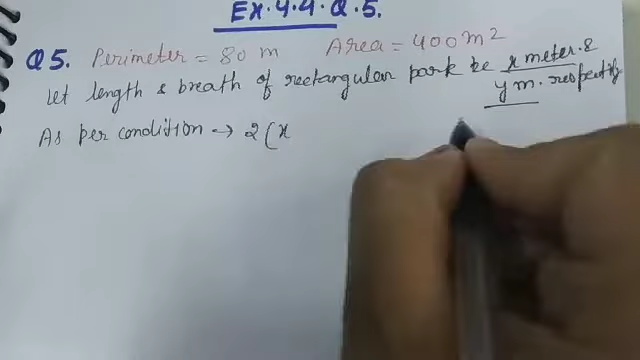 Ex.4.4.Q.5.
Q5. Perimeter = 80 m Area = 400 m²
Let length & breath of rectangular park be x meter. &
y m. respectily
As per condition → 2(x